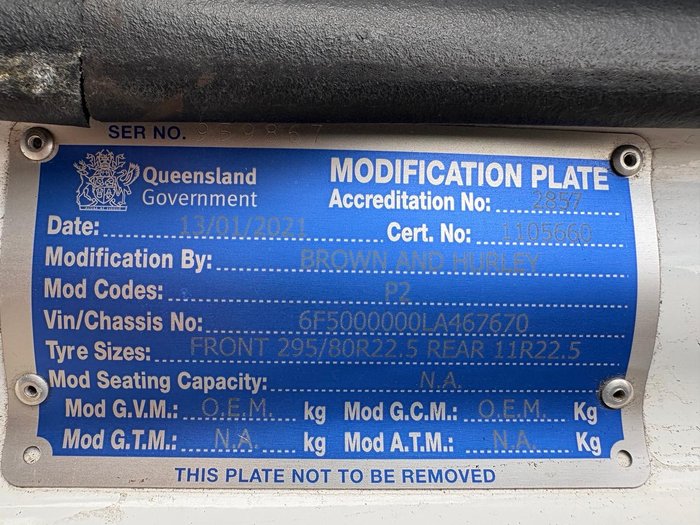 SER NO. 959867
Queensland Government
MODIFICATION PLATE
Accreditation No: 2857
Date: 13/01/2021 Cert. No: 1105660
Modification By: BROWN AND HURLEY
Mod Codes: P2
Vin/Chassis No: 6F5000000LA467670
Tyre Sizes: FRONT 295/80R22.5 REAR 11R22.5
Mod Seating Capacity: N.A.
Mod G.V.M.: O.E.M. kg Mod G.C.M.: O.E.M. Kg
Mod G.T.M.: N.A. kg Mod A.T.M.: N.A. Kg
THIS PLATE NOT TO BE REMOVED